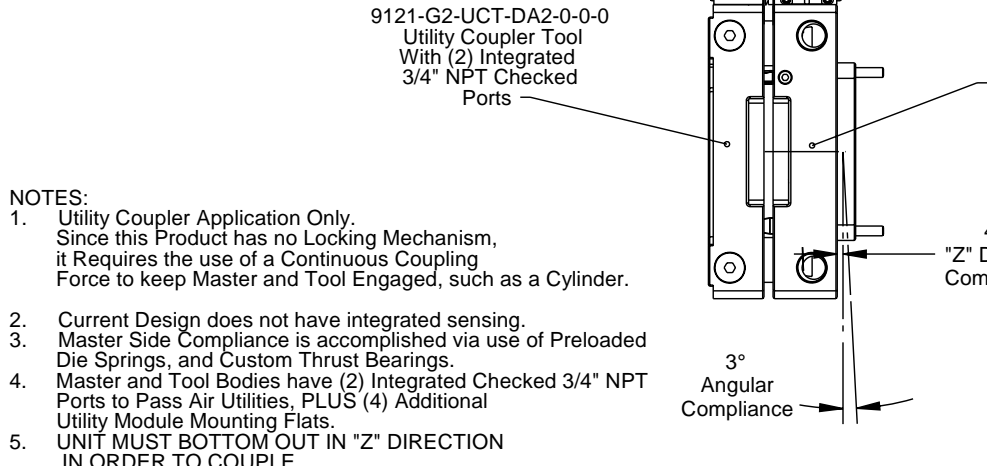 9121-G2-UCT-DA2-0-0-0
Utility Coupler Tool
With (2) Integrated
3/4" NPT Checked
Ports
NOTES:
1. Utility Coupler Application Only.
Since this Product has no Locking Mechanism,
it Requires the use of a Continuous Coupling
Force to keep Master and Tool Engaged, such as a Cylinder.
2. Current Design does not have integrated sensing.
3. Master Side Compliance is accomplished via use of Preloaded
Die Springs, and Custom Thrust Bearings.
4. Master and Tool Bodies have (2) Integrated Checked 3/4" NPT
Ports to Pass Air Utilities, PLUS (4) Additional
Utility Module Mounting Flats.
5. UNIT MUST BOTTOM OUT IN "Z" DIRECTION
IN ORDER TO COUPLE
"Z" D
Com
3°
Angular
Compliance